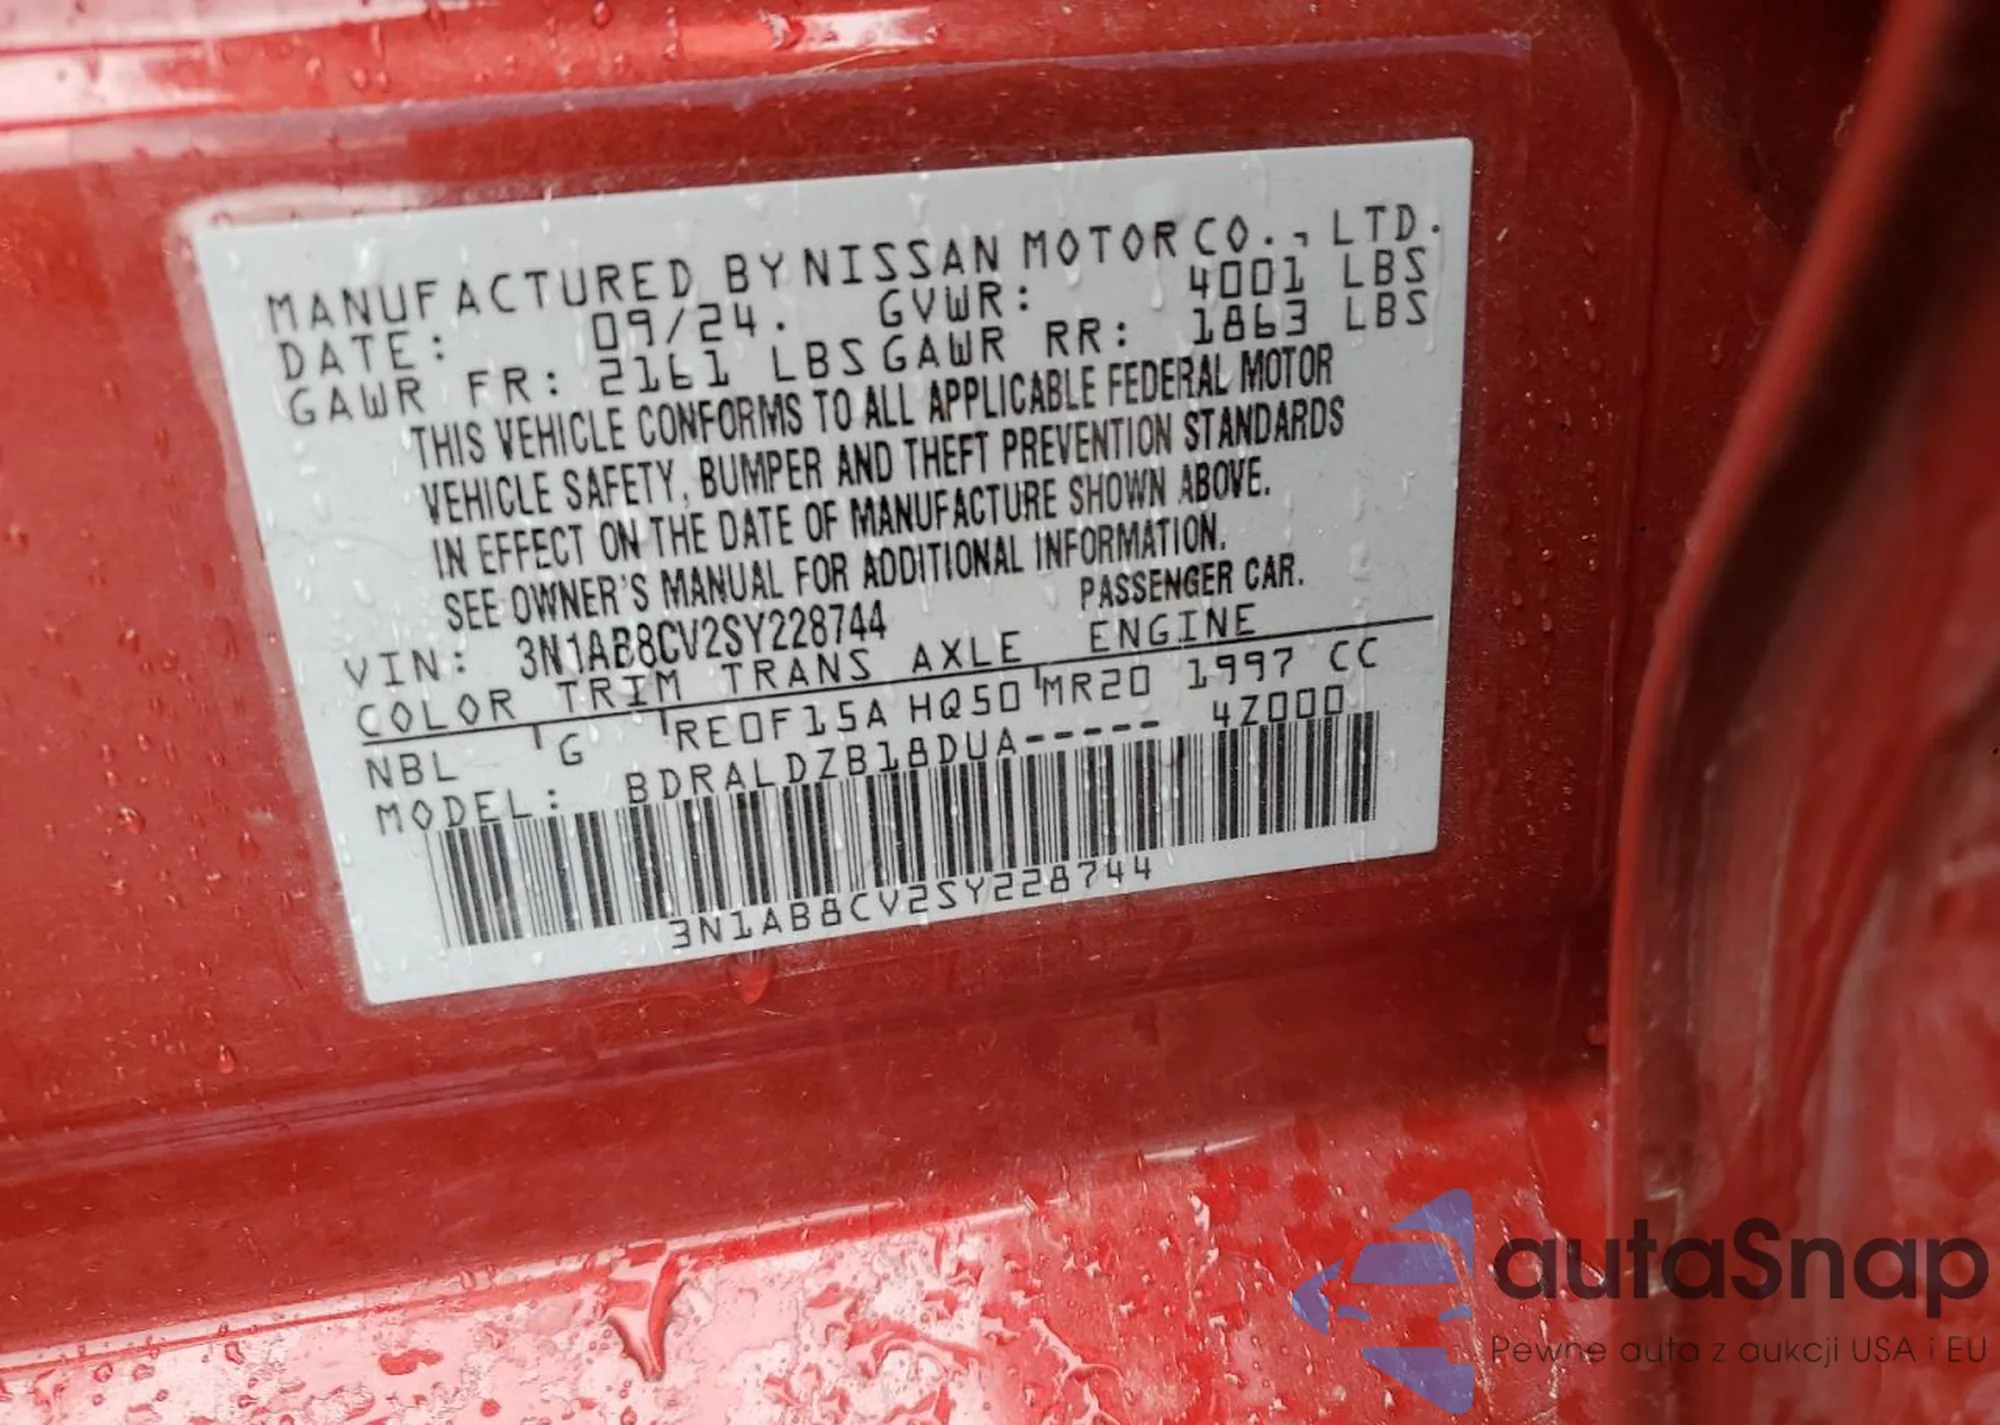 MANUFACTURED BY NISSAN MOTOR CO., LTD.
DATE: 09/24. GVWR: 4001 LBS
GAWR FR: 2161 LBS GAWR RR: 1863 LBS
THIS VEHICLE CONFORMS TO ALL APPLICABLE FEDERAL MOTOR
VEHICLE SAFETY, BUMPER AND THEFT PREVENTION STANDARDS
IN EFFECT ON THE DATE OF MANUFACTURE SHOWN ABOVE.
SEE OWNER'S MANUAL FOR ADDITIONAL INFORMATION.
VIN: 3N1AB8CV2SY228744 PASSENGER CAR.
COLOR TRIM TRANS AXLE ENGINE
NBL G RE0F15A HQ50 MR20 1997 CC
MODEL: BDRALDZB18DUA----- 4Z000
3N1AB8CV2SY228744
autaSnap
Pewne auta z aukcji USA i EU